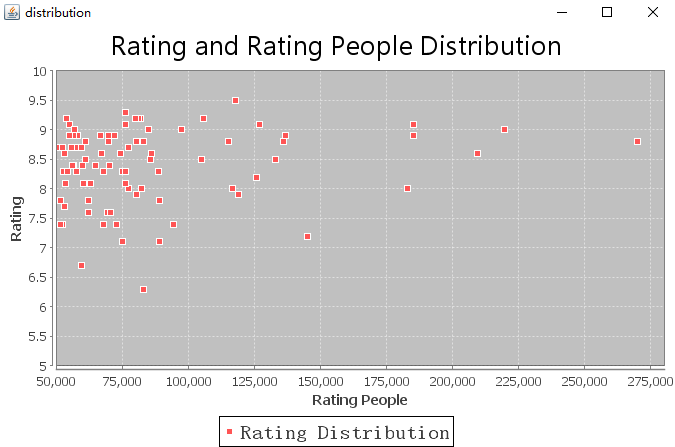 distribution
Rating and Rating People Distribution
10
9.5
9
8.5
8
7.5
7
6.5
6
5.5
5
Rating
50,000 75,000 100,000 125,000 150,000 175,000 200,000 225,000 250,000 275,000
Rating People
Rating Distribution